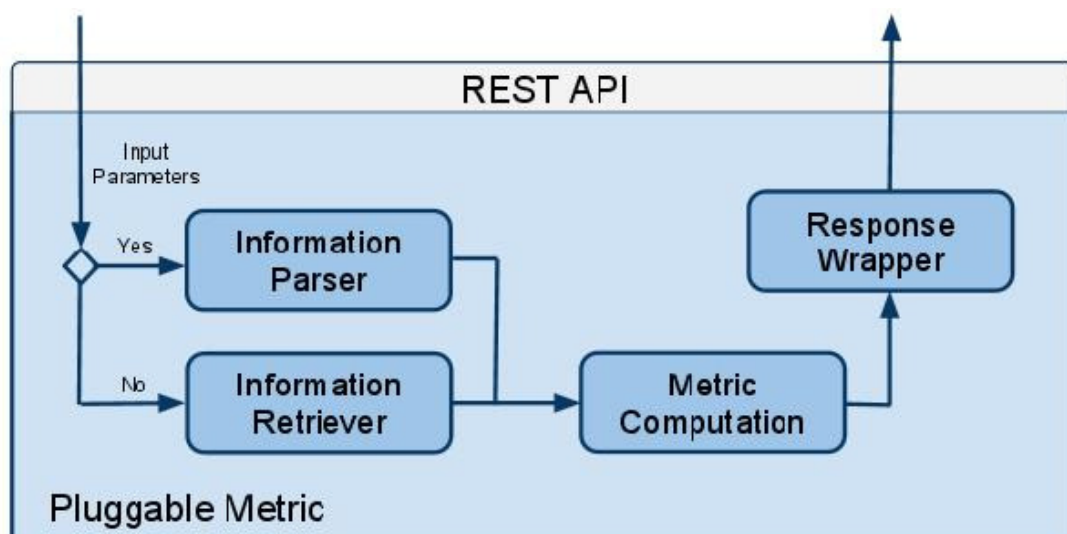 REST API
Input
Parameters
Yes
Information
Parser
No
Information
Retriever
Metric
Computation
Response
Wrapper
Pluggable Metric